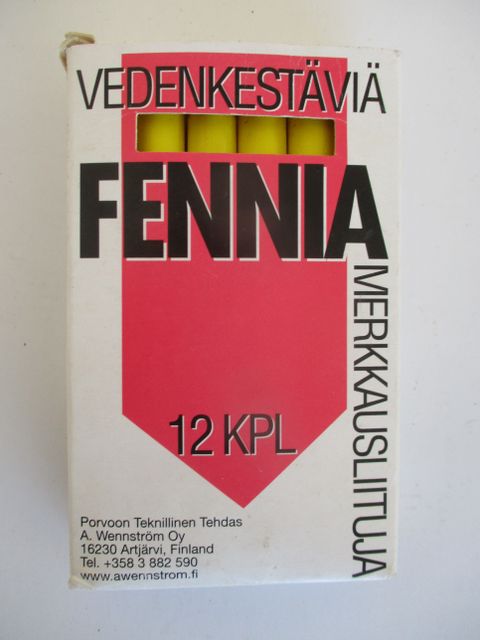 VEDENKESTÄVIÄ
FENNIA
MERKKAUSLIITUJA
12 KPL
Porvoon Teknillinen Tehdas
A. Wennström Oy
16230 Artjärvi, Finland
Tel. +358 3 882 590
www.awennstrom.fi